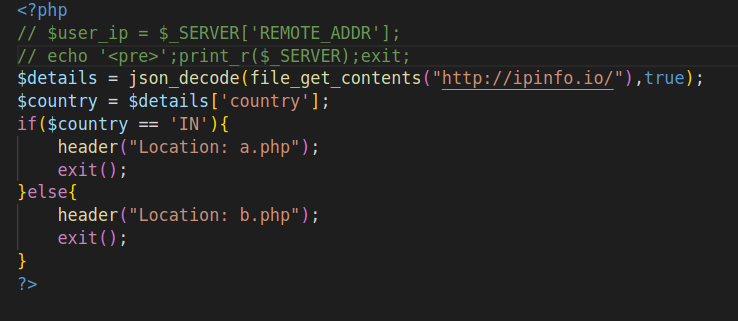 <?php
// $user_ip = $_SERVER['REMOTE_ADDR'];
// echo '<pre>';print_r($_SERVER);exit;
$details = json_decode(file_get_contents("http://ipinfo.io/"),true);
$country = $details['country'];
if($country == 'IN'){
    header("Location: a.php");
    exit();
}else{
    header("Location: b.php");
    exit();
}
?>